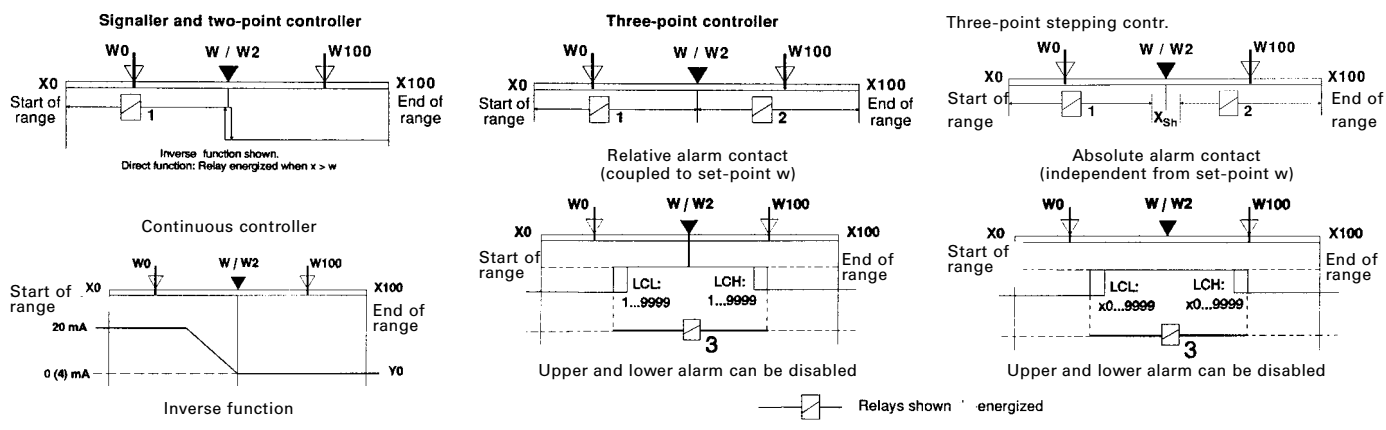 Signaller and two-point controller
W0
W / W2
W100
X0
X100
Start of
range
End of
range
1
Inverse function shown.
Direct function: Relay energized when x > w
Three-point controller
W0
W / W2
W100
X0
X100
Start of
range
End of
range
1
2
Three-point stepping contr.
W0
W / W2
W100
X0
X100
Start of
range
End of
range
1
XSh
2
Continuous controller
W0
W / W2
W100
Start of
range
X0
X100
End of
range
20 mA
0 (4) mA
Y0
Inverse function
Relative alarm contact
(coupled to set-point w)
W0
W / W2
W100
X0
X100
Start of
range
End of
range
LCL:
1...9999
LCH:
1...9999
3
Upper and lower alarm can be disabled
Absolute alarm contact
(independent from set-point w)
W0
W / W2
W100
X0
X100
Start of
range
End of
range
LCL:
x0...9999
LCH:
x0...9999
3
Upper and lower alarm can be disabled
Relays shown energized